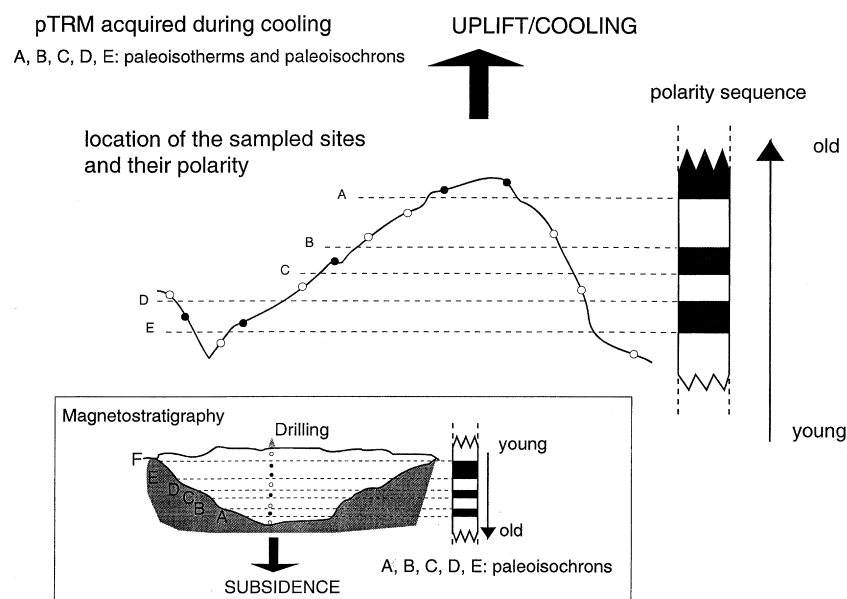 pTRM acquired during cooling
UPLIFT/COOLING
A, B, C, D, E: paleoisotherms and paleoisochrons
polarity sequence
location of the sampled sites
and their polarity
old
A
B
C
D
E
young
Magnetostratigraphy
Drilling
F
E
D
C
B
A
young
old
SUBSIDENCE
A, B, C, D, E: paleoisochrons